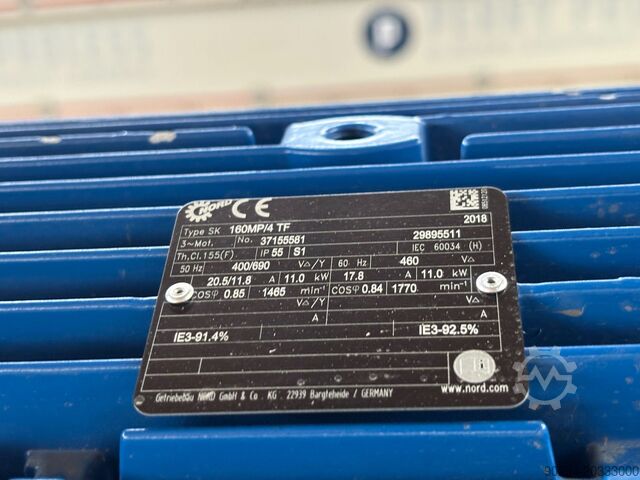 NORD CE
Type SK 160MP/4 TF 2018
3~Mot. No. 37155581 29895511
Th.Cl.155(F) IP 55 S1 IEC 60034 (H)
50 Hz 400/690 V△/Y 60 Hz 460 V△
20.5/11.8 A 11.0 kW 17.8 A 11.0 kW
cosφ 0.85 1465 min⁻¹ cosφ 0.84 1770 min⁻¹
V△/Y V△
A A
IE3-91.4% IE3-92.5%
Getriebebau NORD GmbH & Co. KG . 22939 Bargteheide / GERMANY www.nord.com